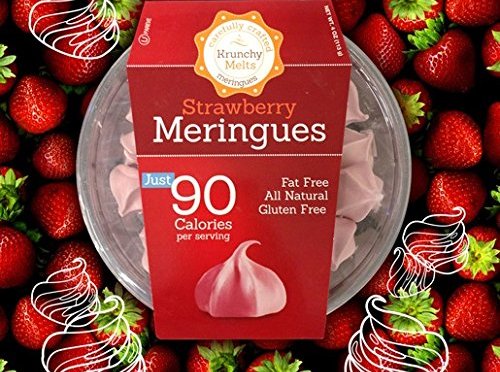 carefully crafted
Krunchy
Melts
meringues
Strawberry
Meringues
Just
90
Calories
per serving
Fat Free
All Natural
Gluten Free